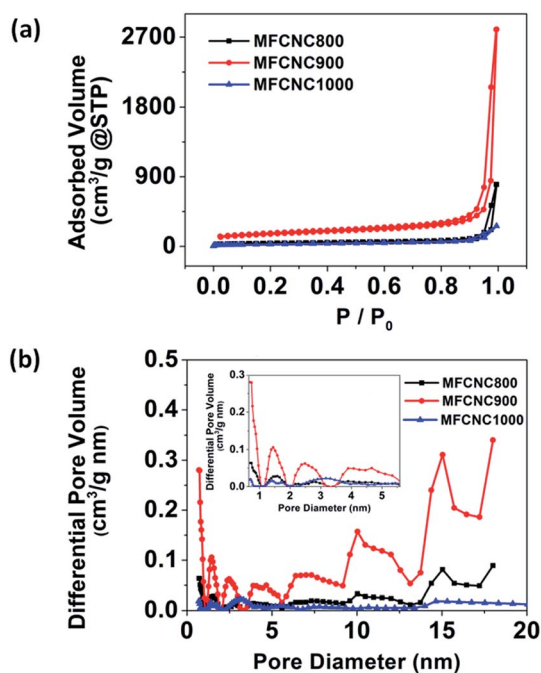 (a)
2700
1800
900
0
Adsorbed Volume
(cm³/g @STP)
MFCNC800
MFCNC900
MFCNC1000
0.0 0.2 0.4 0.6 0.8 1.0
P / P₀
(b)
0.5
0.4
0.3
0.2
0.1
0.0
Differential Pore Volume
(cm³/g nm)
0.3
0.2
0.1
0.0
Differential Pore Volume
(cm³/g nm)
1 2 3 4 5
Pore Diameter (nm)
MFCNC800
MFCNC900
MFCNC1000
0 5 10 15 20
Pore Diameter (nm)